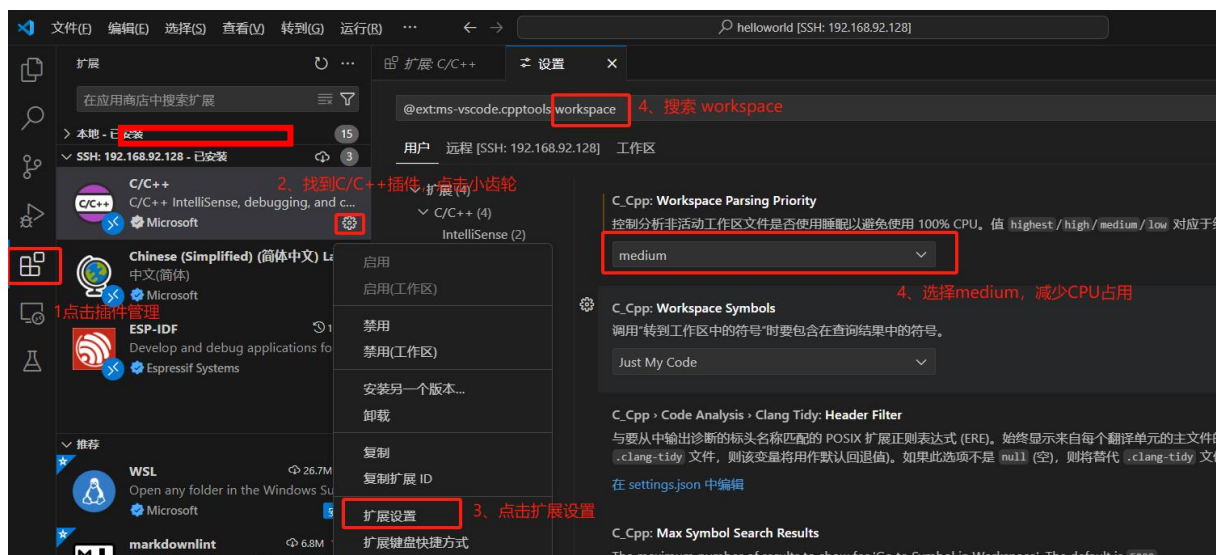 文件(F) 编辑(E) 选择(S) 查看(V) 转到(G) 运行(R) ··· helloworld [SSH: 192.168.92.128]
扩展
扩展: C/C++
设置
在应用商店中搜索扩展
@ext:ms-vscode.cpptools workspace
4、搜索 workspace
本地 - 已安装 15
SSH: 192.168.92.128 - 已安装 3
用户 远程 [SSH: 192.168.92.128] 工作区
C/C++
C/C++ IntelliSense, debugging, and c...
Microsoft
2、找到C/C++插件,点击小齿轮
扩展 (4)
C/C++ (4)
IntelliSense (2)
C_Cpp: Workspace Parsing Priority
控制分析非活动工作区文件是否使用睡眠以避免使用 100% CPU。值 highest/high/medium/low 对应于
medium
4、选择medium,减少CPU占用
Chinese (Simplified) (简体中文) La
中文(简体)
Microsoft
1点击插件管理
ESP-IDF
Develop and debug applications fo
Espressif Systems
启用
启用(工作区)
禁用
禁用(工作区)
安装另一个版本...
卸载
复制
复制扩展 ID
扩展设置
3、点击扩展设置
扩展键盘快捷方式
C_Cpp: Workspace Symbols
调用"转到工作区中的符号"时要包含在查询结果中的符号。
Just My Code
C_Cpp › Code Analysis › Clang Tidy: Header Filter
与要从中输出诊断的标头名称匹配的 POSIX 扩展正则表达式 (ERE)。始终显示来自每个翻译单元的主文件的
.clang-tidy 文件，则该变量将用作默认回退值)。如果此选项不是 null (空)，则将替代 .clang-tidy 文
在 settings.json 中编辑
C_Cpp: Max Symbol Search Results
推荐
WSL 26.7M
Open any folder in the Windows Su
Microsoft
markdownlint 6.8M